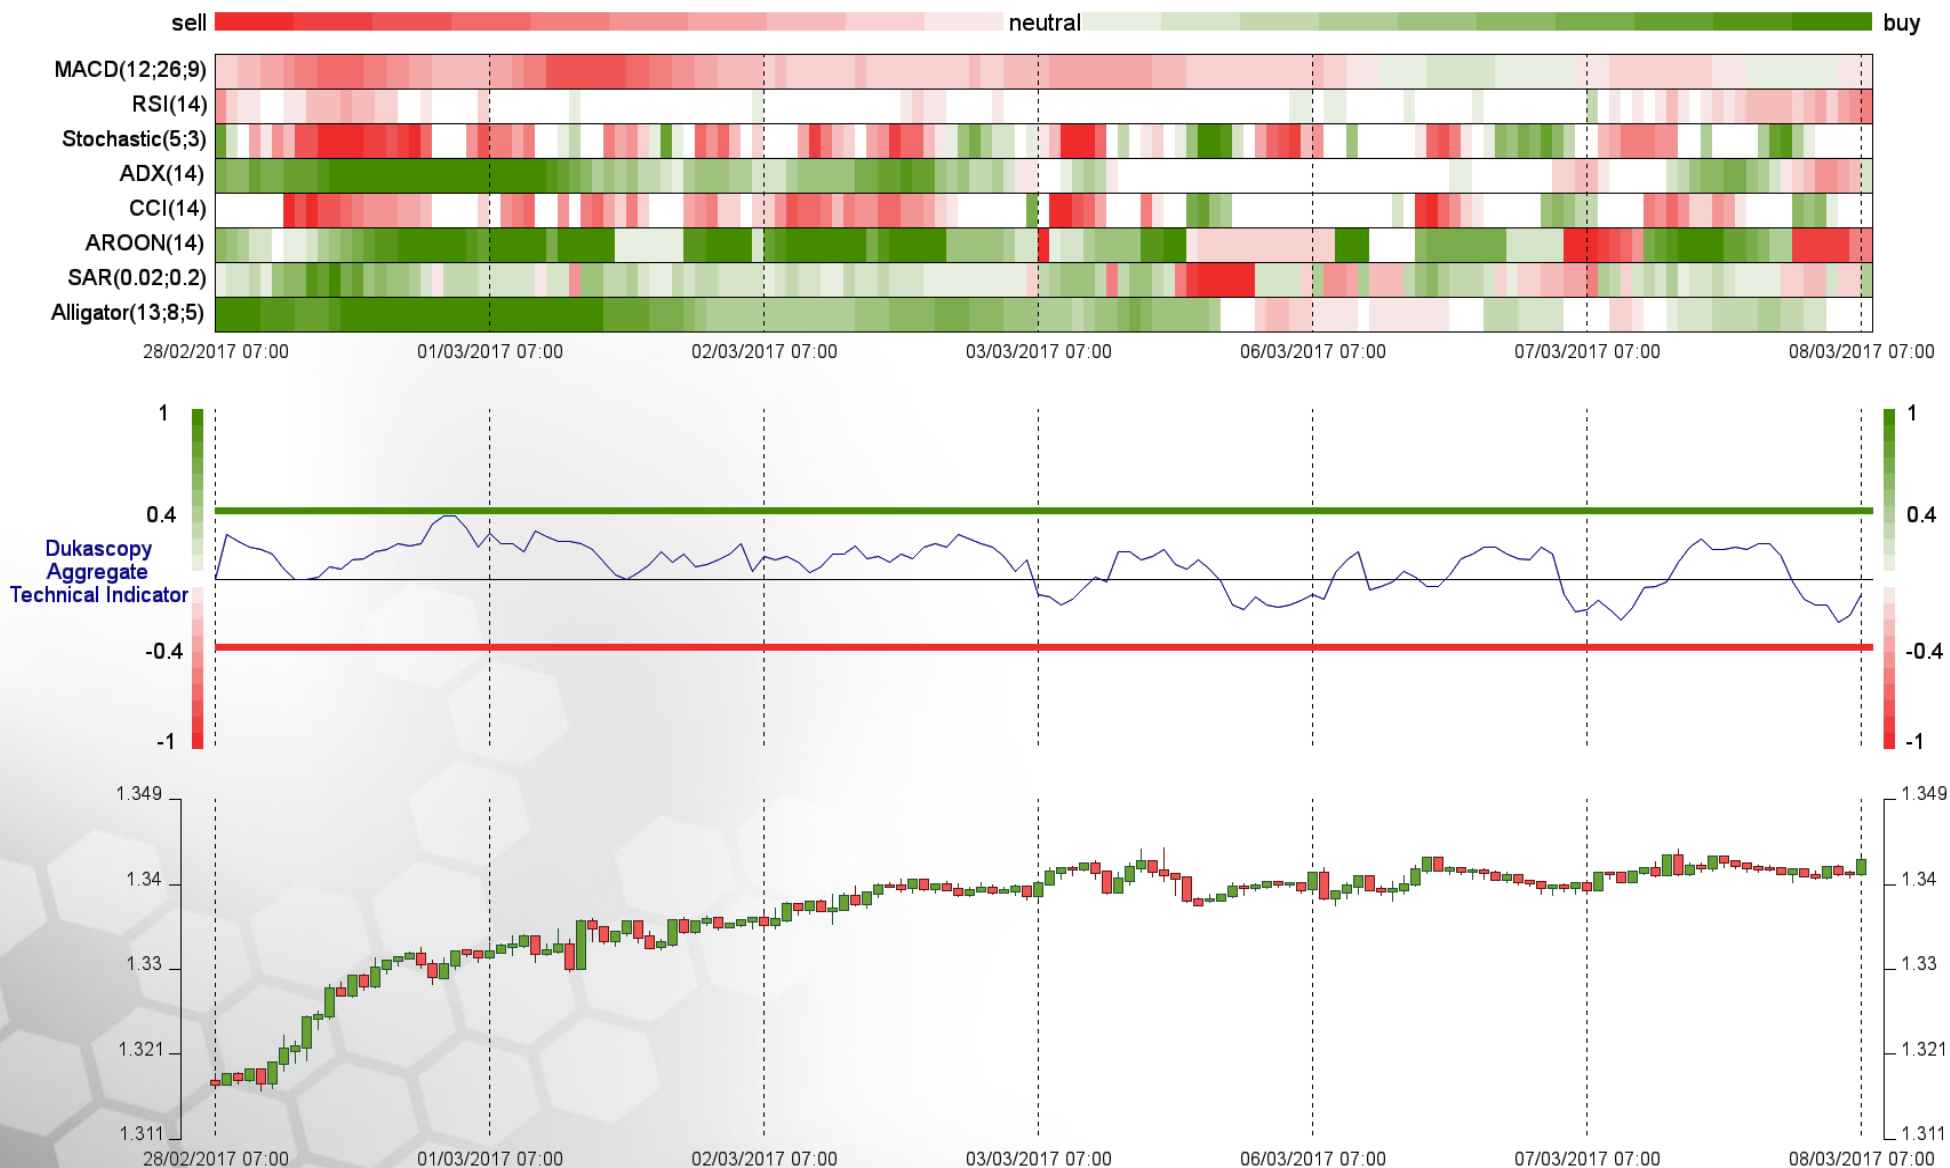 sell neutral buy
MACD(12;26;9)
RSI(14)
Stochastic(5;3)
ADX(14)
CCI(14)
AROON(14)
SAR(0.02;0.2)
Alligator(13;8;5)
28/02/2017 07:00 01/03/2017 07:00 02/03/2017 07:00 03/03/2017 07:00 06/03/2017 07:00 07/03/2017 07:00 08/03/2017 07:00
1 1
0.4 0.4
Dukascopy
Aggregate
Technical Indicator
-0.4 -0.4
-1 -1
1.349 1.349
1.34 1.34
1.33 1.33
1.321 1.321
1.311 1.311
28/02/2017 07:00 01/03/2017 07:00 02/03/2017 07:00 03/03/2017 07:00 06/03/2017 07:00 07/03/2017 07:00 08/03/2017 07:00